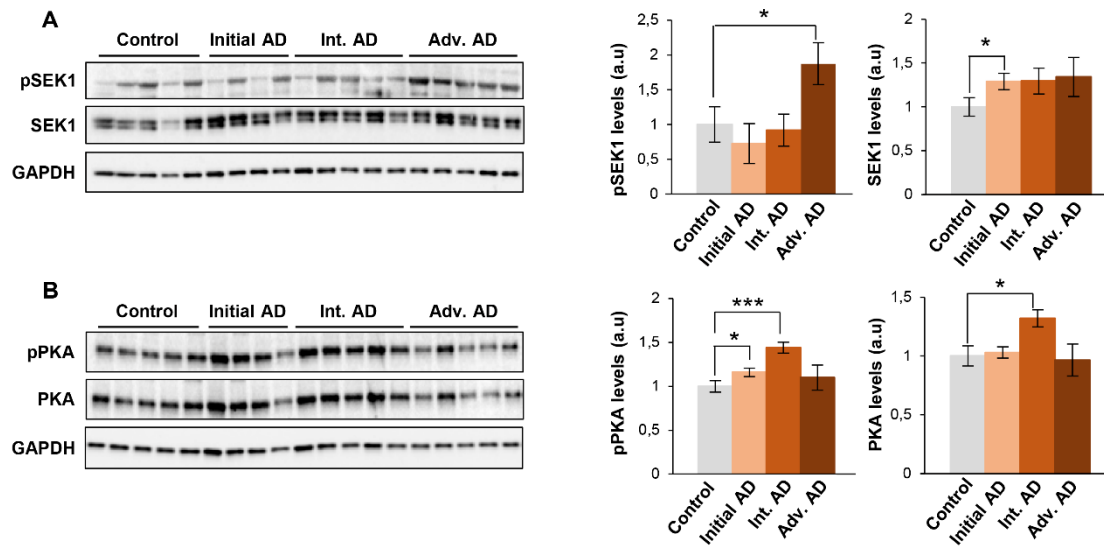 A
Control Initial AD Int. AD Adv. AD
pSEK1
SEK1
GAPDH
pSEK1 levels (a.u)
2,5
2
1,5
1
0,5
0
*
Control Initial AD Int. AD Adv. AD
SEK1 levels (a.u)
2
1,5
1
0,5
0
*
Control Initial AD Int. AD Adv. AD
B
Control Initial AD Int. AD Adv. AD
pPKA
PKA
GAPDH
pPKA levels (a.u)
2
1,5
1
0,5
0
***
*
Control Initial AD Int. AD Adv. AD
PKA levels (a.u)
1,5
1
0,5
0
*
Control Initial AD Int. AD Adv. AD